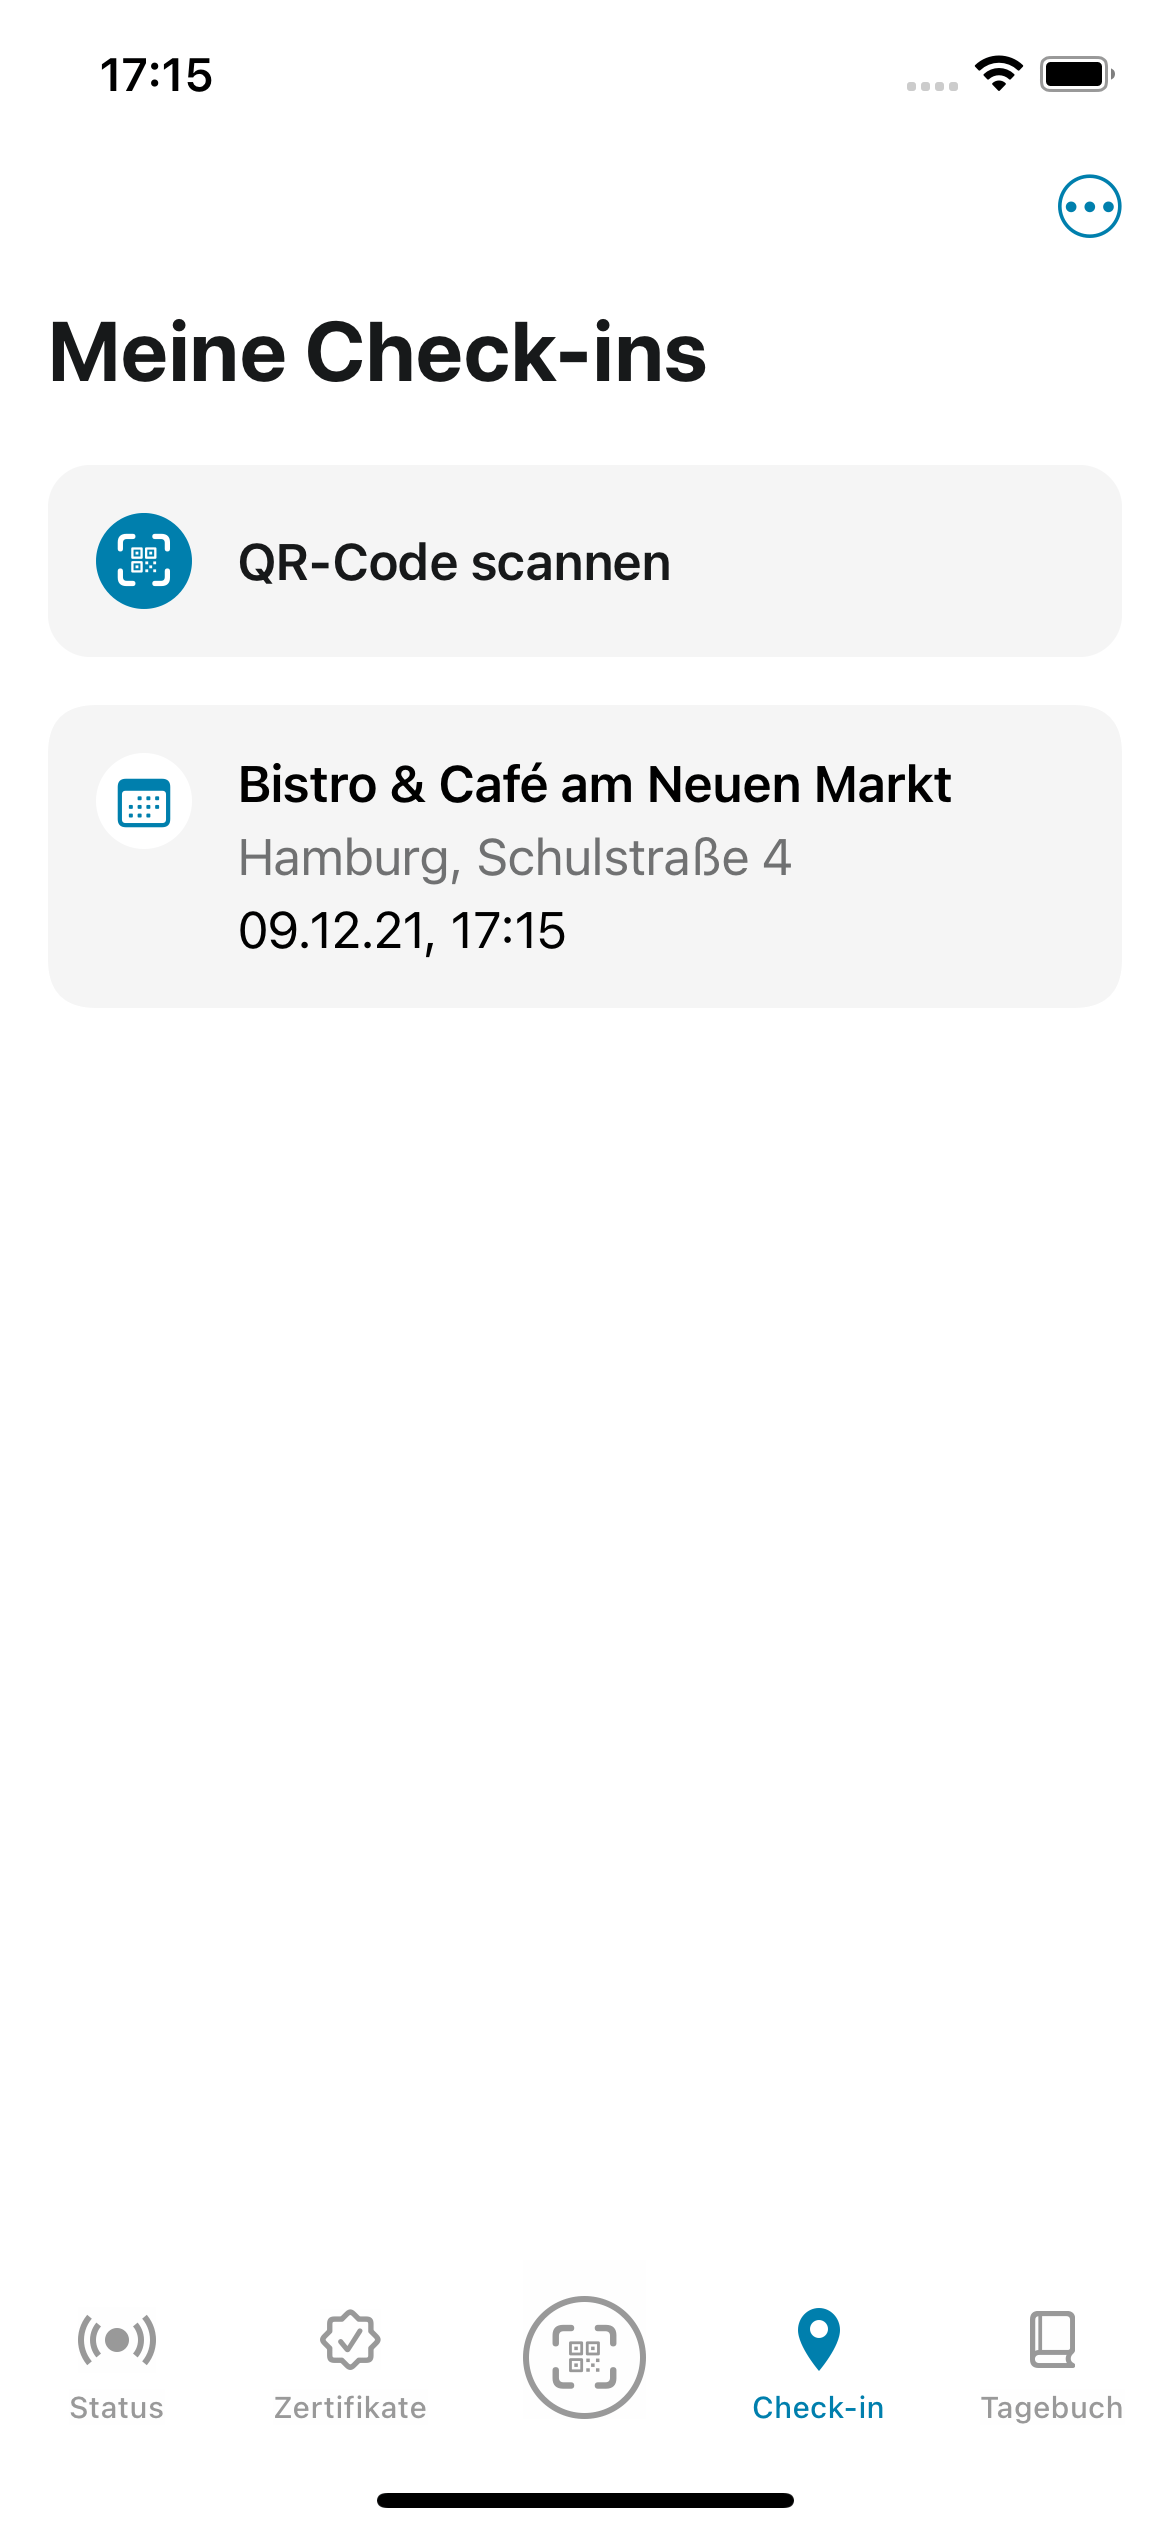 17:15
Meine Check-ins
QR-Code scannen
Bistro & Café am Neuen Markt
Hamburg, Schulstraße 4
09.12.21, 17:15
Status
Zertifikate
Check-in
Tagebuch